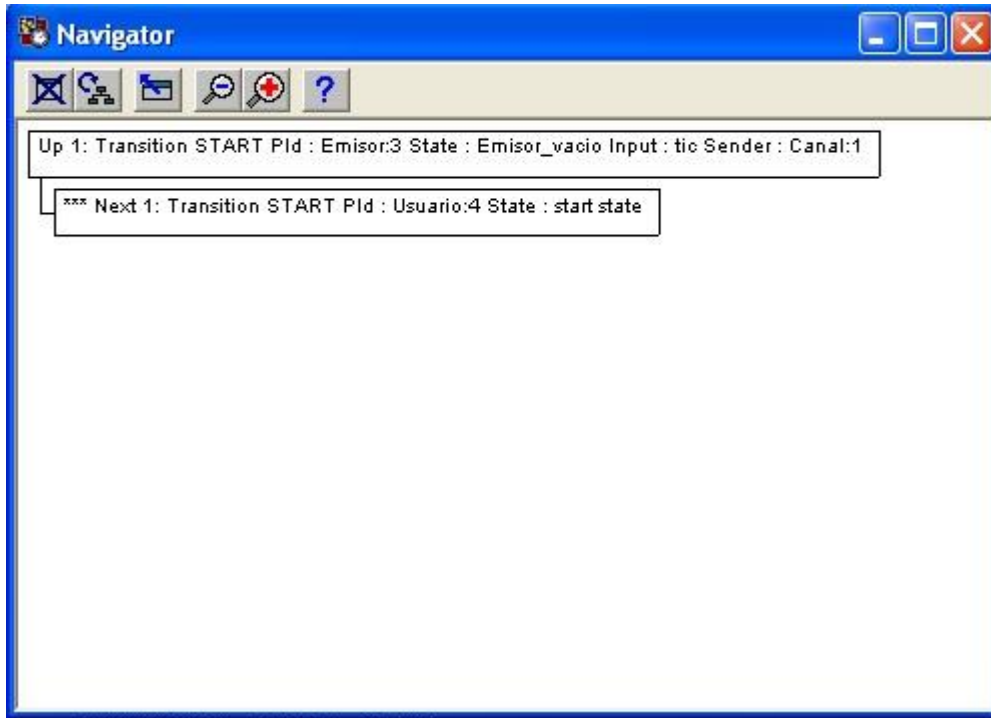 Navigator
?
Up 1: Transition START PId : Emisor:3 State : Emisor_vacio Input : tic Sender : Canal:1
*** Next 1: Transition START PId : Usuario:4 State : start state